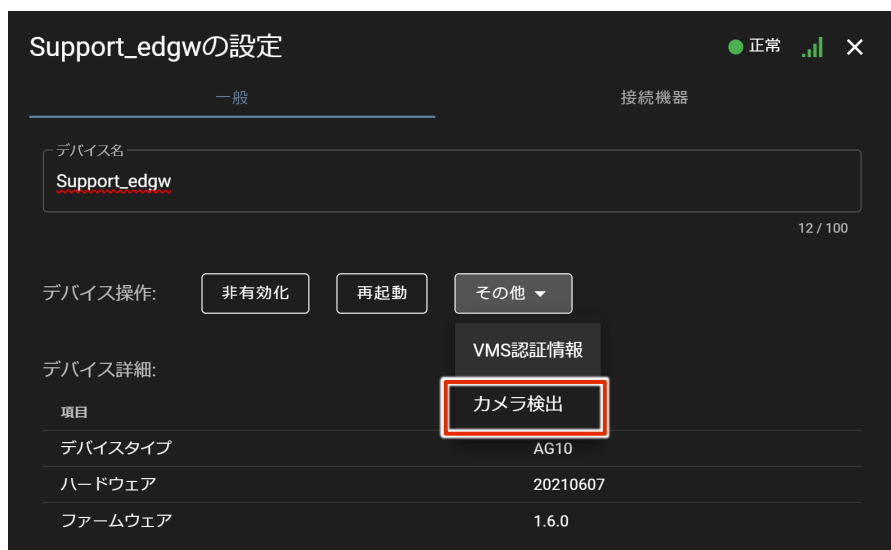 Support_edgwの設定
正常
一般
接続機器
デバイス名
Support_edgw
12 / 100
デバイス操作:
非有効化
再起動
その他
VMS認証情報
カメラ検出
デバイス詳細:
項目
デバイスタイプ AG10
ハードウェア 20210607
ファームウェア 1.6.0